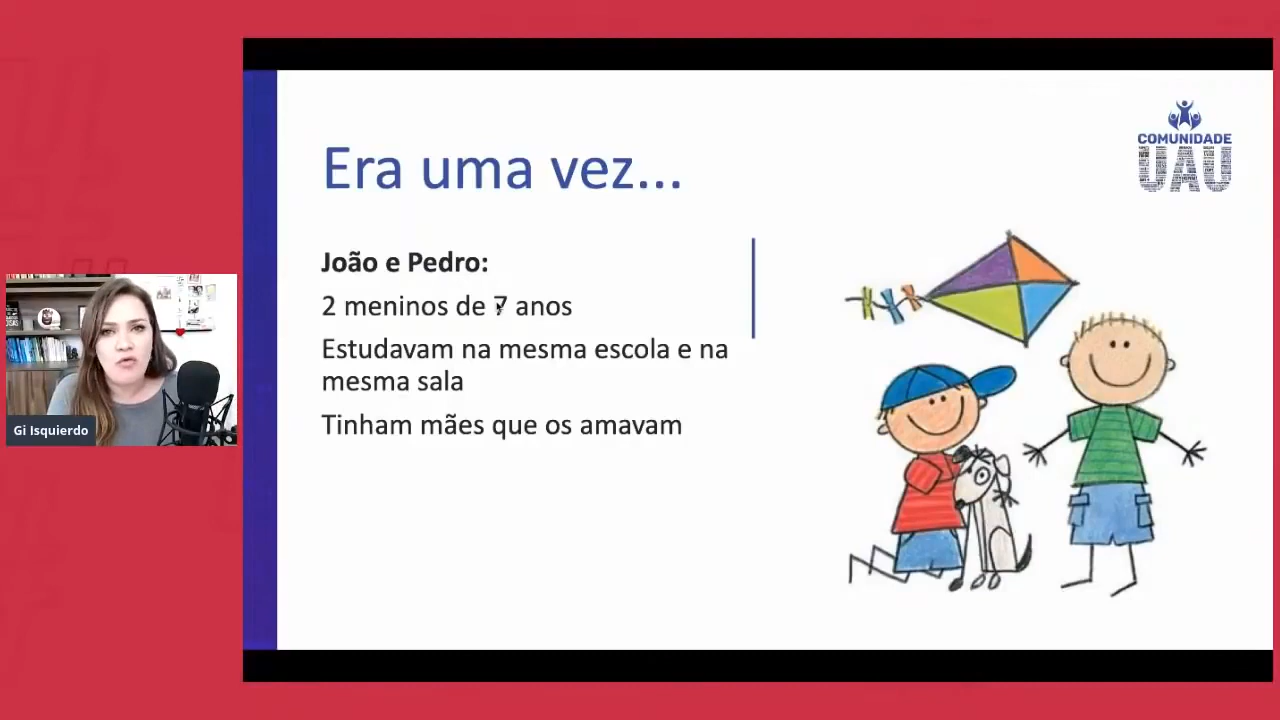 Era uma vez...
João e Pedro:
2 meninos de 7 anos
Estudavam na mesma escola e na
mesma sala
Tinham mães que os amavam
COMUNIDADE
UAU
Gi Isquierdo